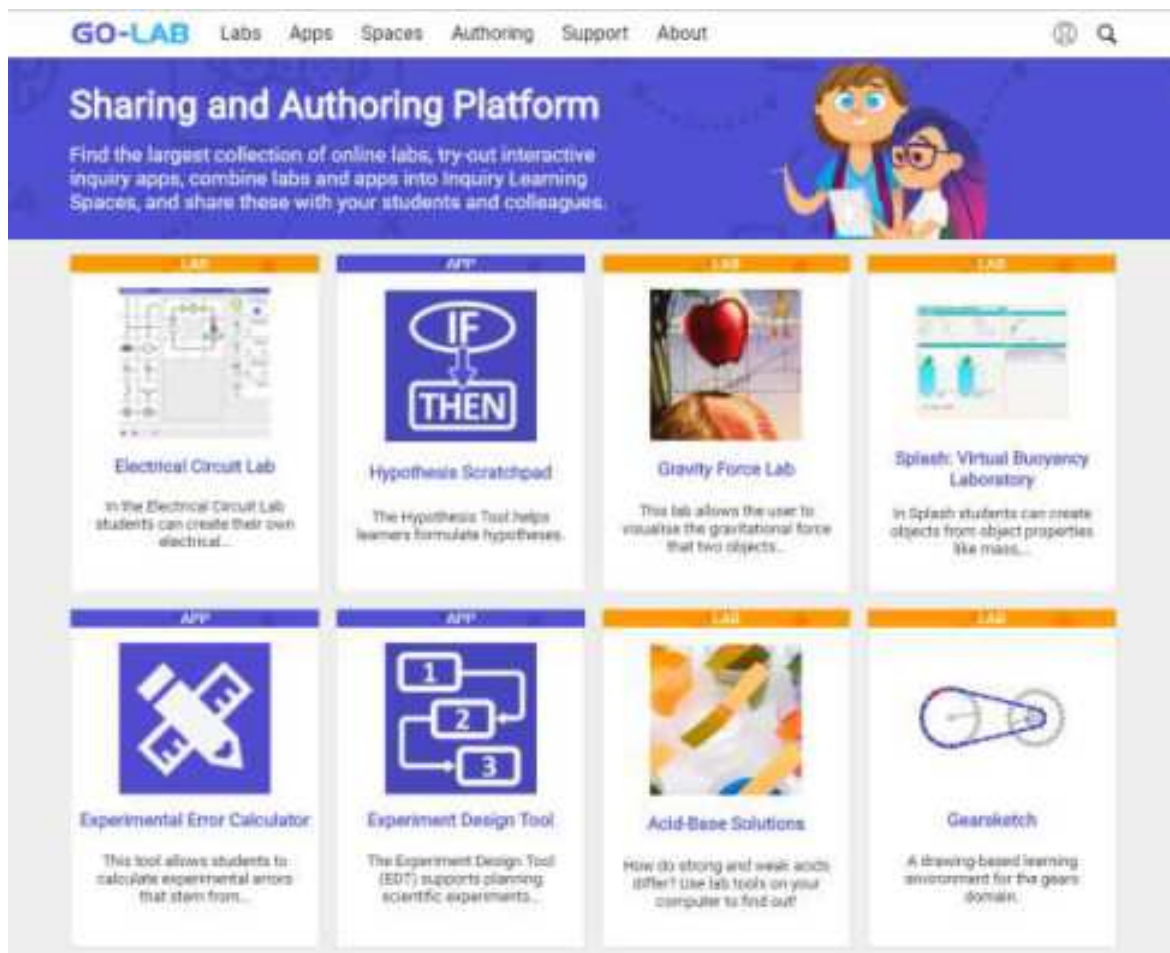 GO-LAB Labs Apps Spaces Authoring Support About
Sharing and Authoring Platform
Find the largest collection of online labs, try-out interactive
inquiry apps, combine labs and apps into Inquiry Learning
Spaces, and share these with your students and colleagues.
LAB
Electrical Circuit Lab
In the Electrical Circuit Lab
students can create their own
electrical...
APP
IF
THEN
Hypothesis Scratchpad
The Hypothesis Tool helps
learners formulate hypotheses.
LAB
Gravity Force Lab
This lab allows the user to
visualise the gravitational force
that two objects...
LAB
Splash: Virtual Buoyancy
Laboratory
In Splash students can create
objects from object properties
like mass,...
APP
E
E
Experimental Error Calculator
This tool allows students to
calculate experimental errors
that stem from...
APP
1
2
3
Experiment Design Tool
The Experiment Design Tool
(EDT) supports planning
scientific experiments...
LAB
Acid-Base Solutions
How do strong and weak acids
differ? Use lab tools on your
computer to find out!
LAB
Gearsketch
A drawing-based learning
environment for the gears
domain.